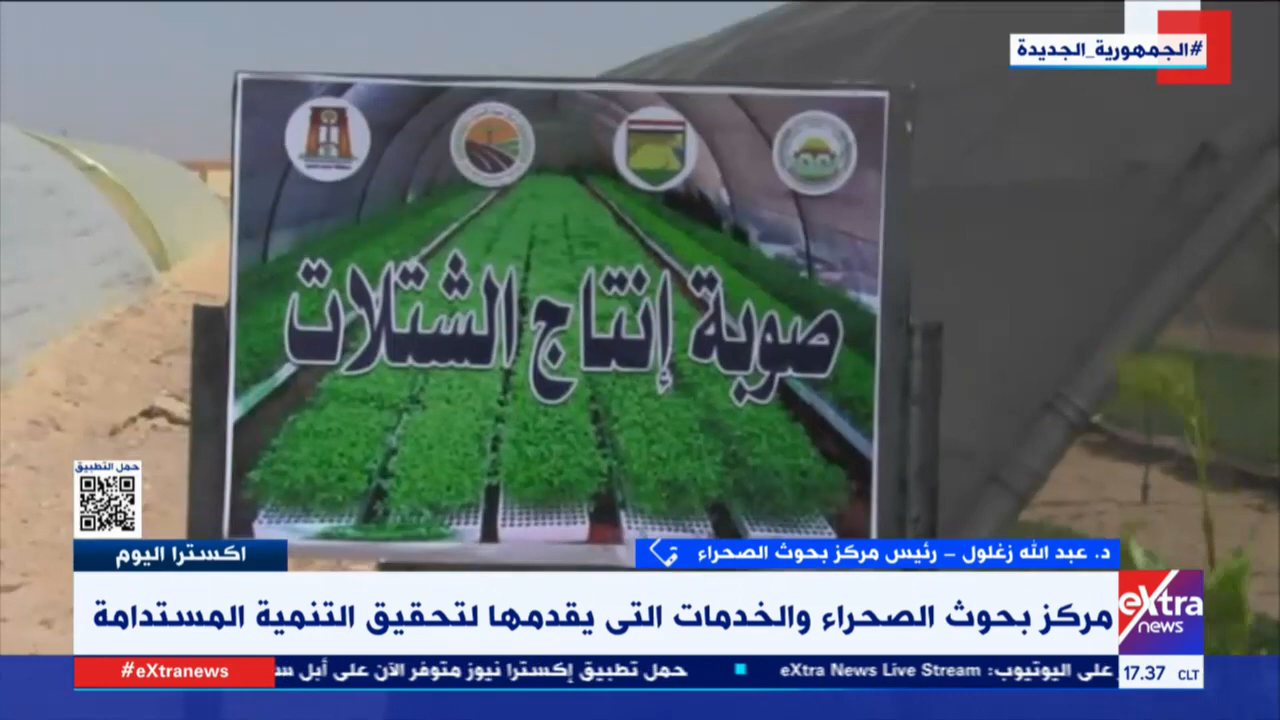 #الجمهورية_الجديدة
صوبة إنتاج الشتلات
حمل التطبيق
اكسترا اليوم
د. عبد الله زغلول - رئيس مركز بحوث الصحراء
مركز بحوث الصحراء والخدمات التى يقدمها لتحقيق التنمية المستدامة
eXtra news
على اليوتيوب: eXtra News Live Stream ■ حمل تطبيق إكسترا نيوز متوفر الآن على أبل
#eXtranews
17.37 CLT